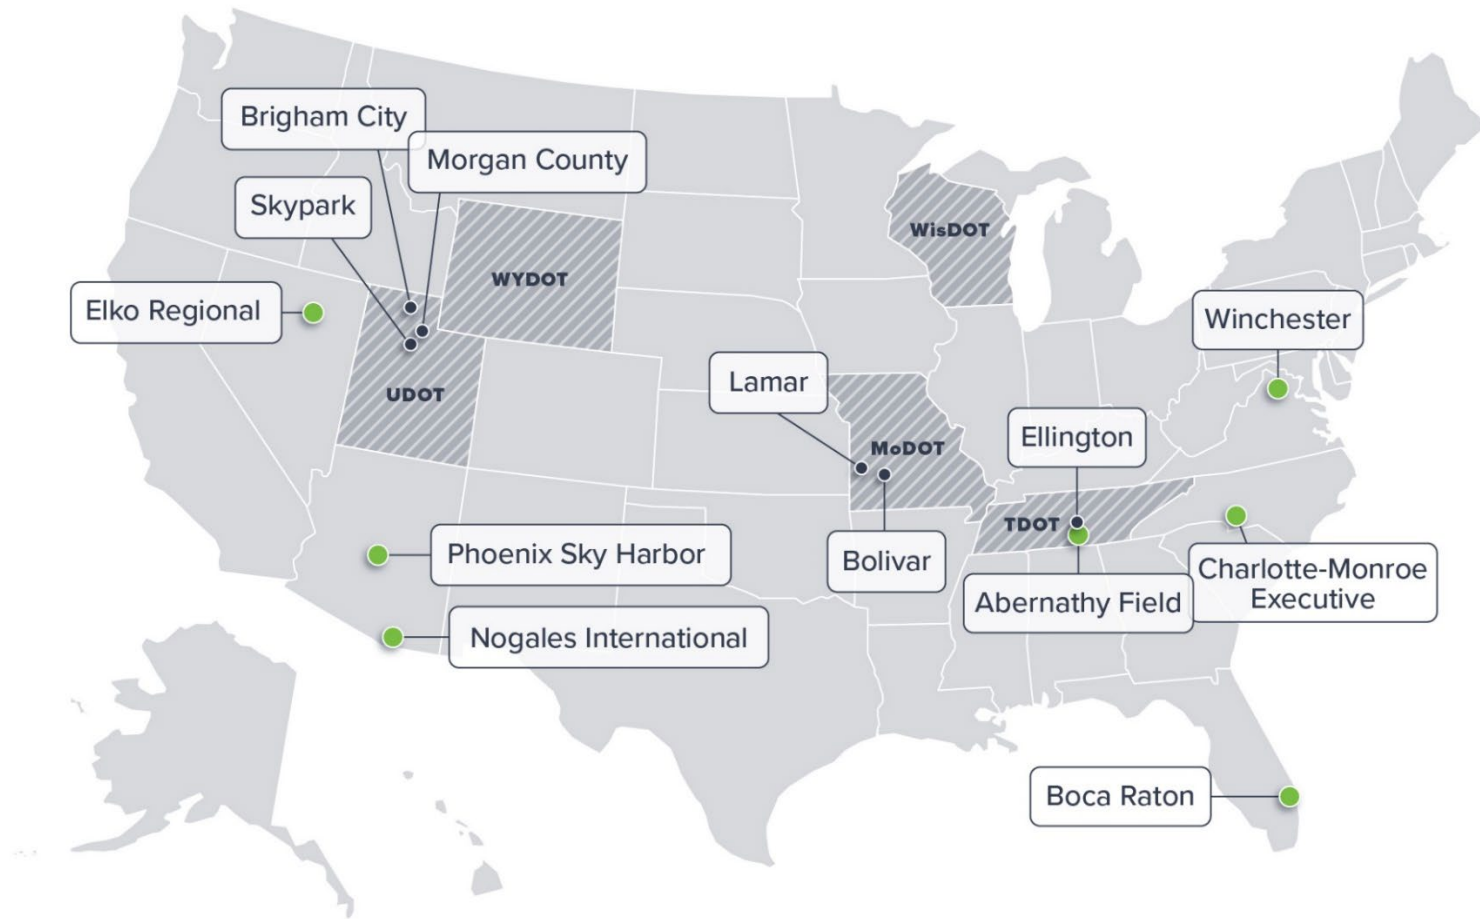 Brigham City
Morgan County
Skypark
WisDOT
WYDOT
Elko Regional
Winchester
Lamar
UDOT
Ellington
MoDOT
TDOT
Phoenix Sky Harbor
Bolivar
Charlotte-Monroe
Executive
Abernathy Field
Nogales International
Boca Raton